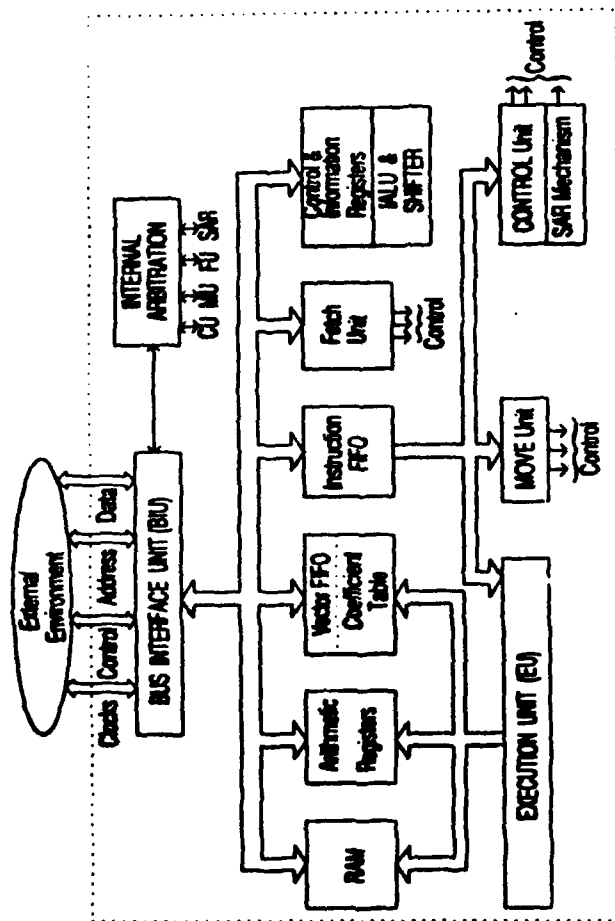 External
Environment
Clocks
Control
Address
Data
BUS INTERFACE UNIT (BIU)
INTERNAL
ARBITRATION
CU MU FU SAR
RAM
Arithmetic
Registers
Vector FIFO
Coefficient
Table
Instruction
FIFO
Fetch
Unit
Control
Control &
Information
Registers
IALU &
SHIFTER
EXECUTION UNIT (EU)
MOVE Unit
Control
CONTROL Unit
SAR Mechanism
Control